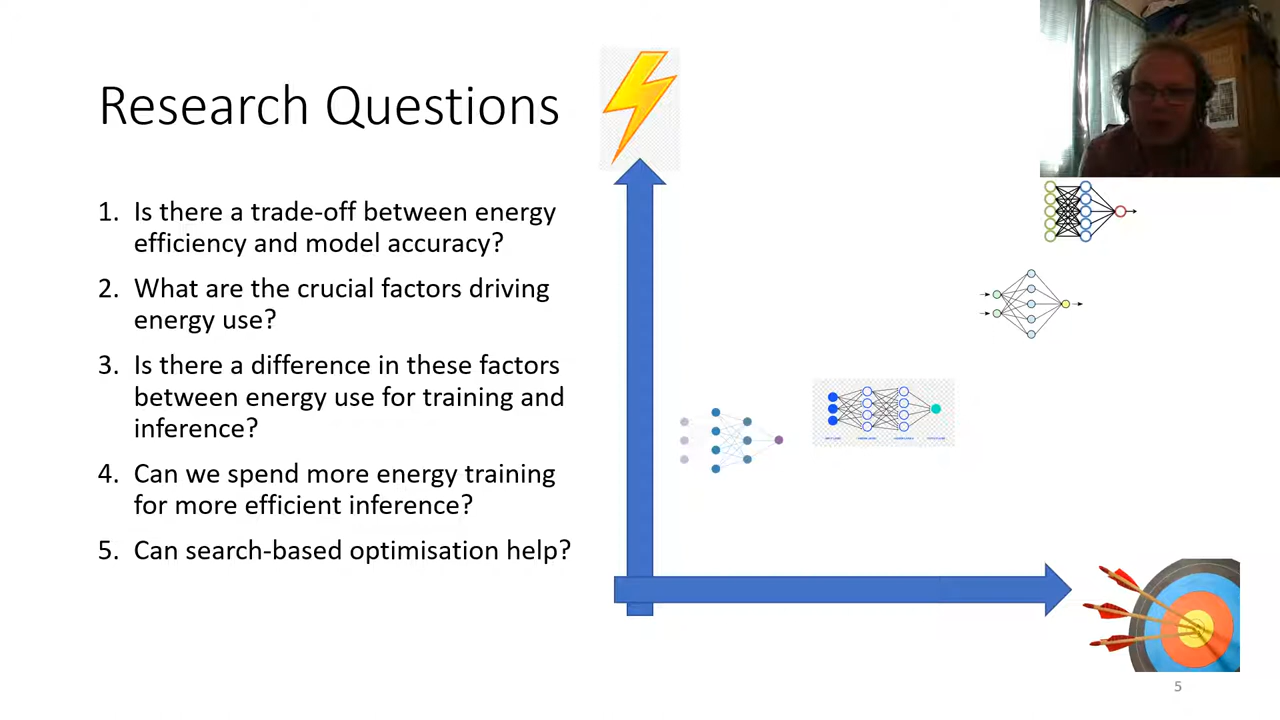 Research Questions
1. Is there a trade-off between energy
efficiency and model accuracy?
2. What are the crucial factors driving
energy use?
3. Is there a difference in these factors
between energy use for training and
inference?
4. Can we spend more energy training
for more efficient inference?
5. Can search-based optimisation help?
5